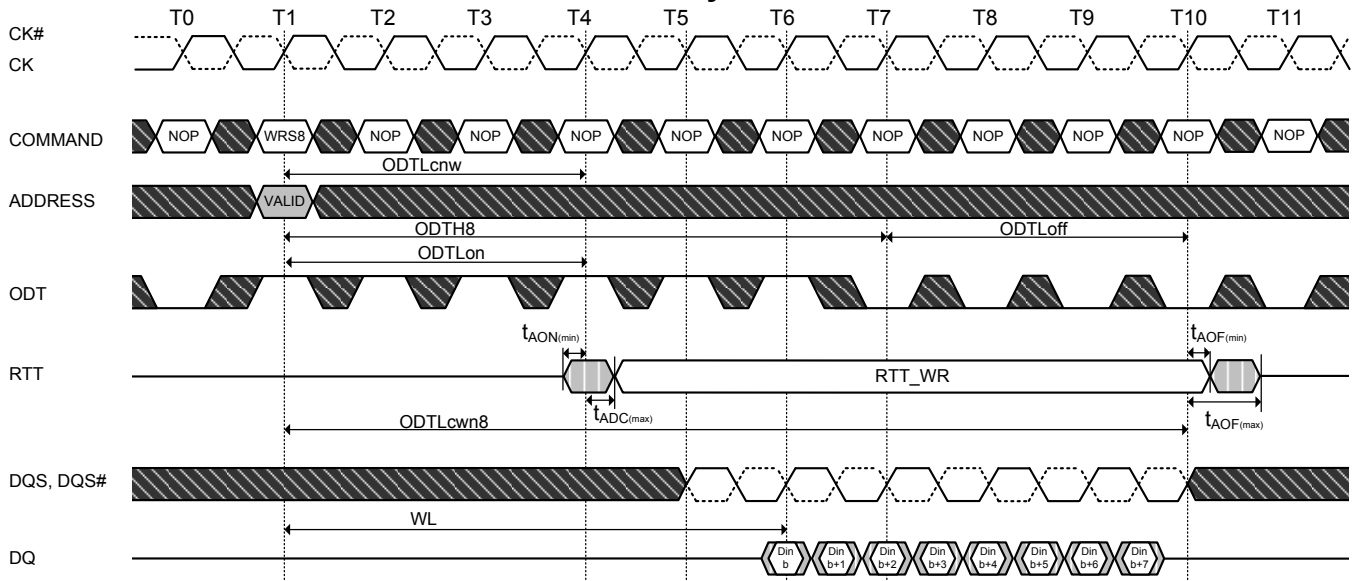 T0 T1 T2 T3 T4 T5 T6 T7 T8 T9 T10 T11
CK#
CK
COMMAND NOP WRS8 NOP NOP NOP NOP NOP NOP NOP NOP NOP NOP
ODTLcnw
ADDRESS VALID
ODTH8 ODTLoff
ODTLon
ODT
tAON(min) tAOF(min)
RTT RTT_WR
tADC(max) tAOF(max)
ODTLcwn8
DQS, DQS#
WL
DQ Din b Din b+1 Din b+2 Din b+3 Din b+4 Din b+5 Din b+6 Din b+7